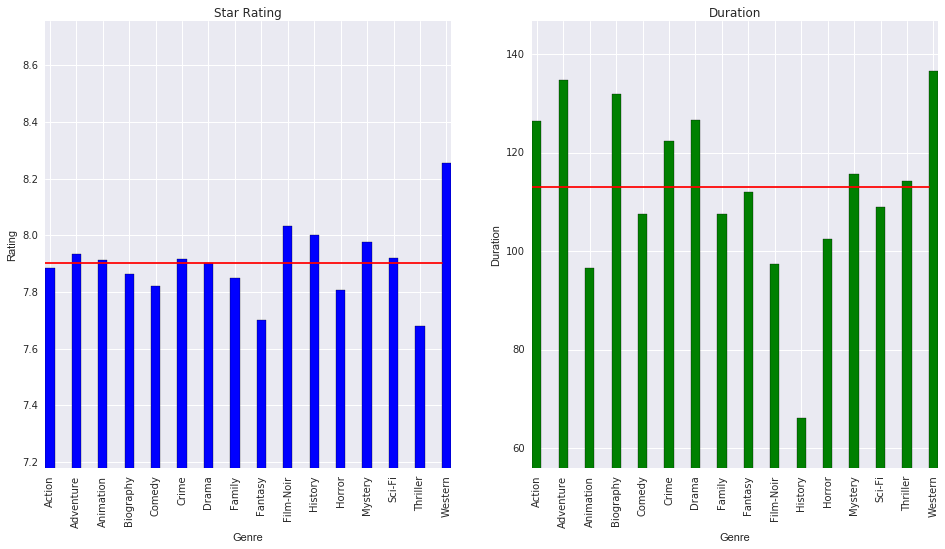 Star Rating
8.6
8.4
8.2
8.0
7.8
7.6
7.4
7.2
Rating
Action
Adventure
Animation
Biography
Comedy
Crime
Drama
Family
Fantasy
Film-Noir
History
Horror
Mystery
Sci-Fi
Thriller
Western
Genre
Duration
140
120
100
80
60
Duration
Action
Adventure
Animation
Biography
Comedy
Crime
Drama
Family
Fantasy
Film-Noir
History
Horror
Mystery
Sci-Fi
Thriller
Western
Genre